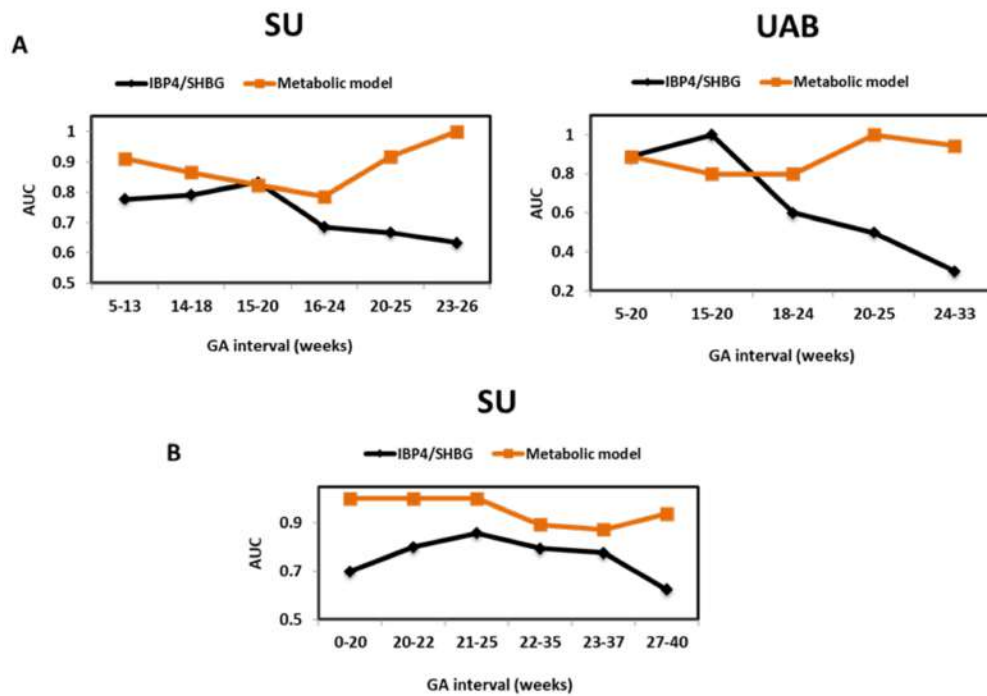 SU
UAB
A
IBP4/SHBG Metabolic model
IBP4/SHBG Metabolic model
1
0.9
0.8
0.7
0.6
0.5
AUC
5-13 14-18 15-20 16-24 20-25 23-26
GA interval (weeks)
1
0.8
0.6
0.4
0.2
AUC
5-20 15-20 18-24 20-25 24-33
GA interval (weeks)
SU
B
IBP4/SHBG Metabolic model
0.9
0.7
0.5
AUC
0-20 20-22 21-25 22-35 23-37 27-40
GA interval (weeks)